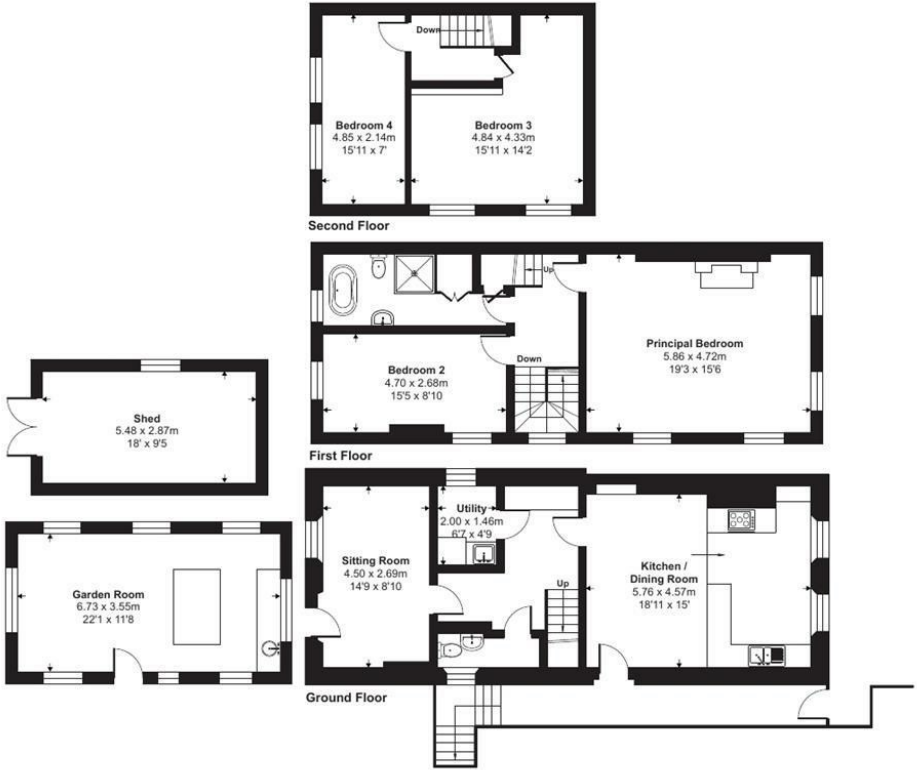 Down
Bedroom 4
4.85 x 2.14m
15'11 x 7'
Bedroom 3
4.84 x 4.33m
15'11 x 14'2
Second Floor
Up
Principal Bedroom
5.86 x 4.72m
19'3 x 15'6
Down
Bedroom 2
4.70 x 2.68m
15'5 x 8'10
First Floor
Shed
5.48 x 2.87m
18' x 9'5
Utility
2.00 x 1.46m
6'7 x 4'9
Sitting Room
4.50 x 2.69m
14'9 x 8'10
Up
Kitchen /
Dining Room
5.76 x 4.57m
18'11 x 15'
Garden Room
6.73 x 3.55m
22'1 x 11'8
Ground Floor